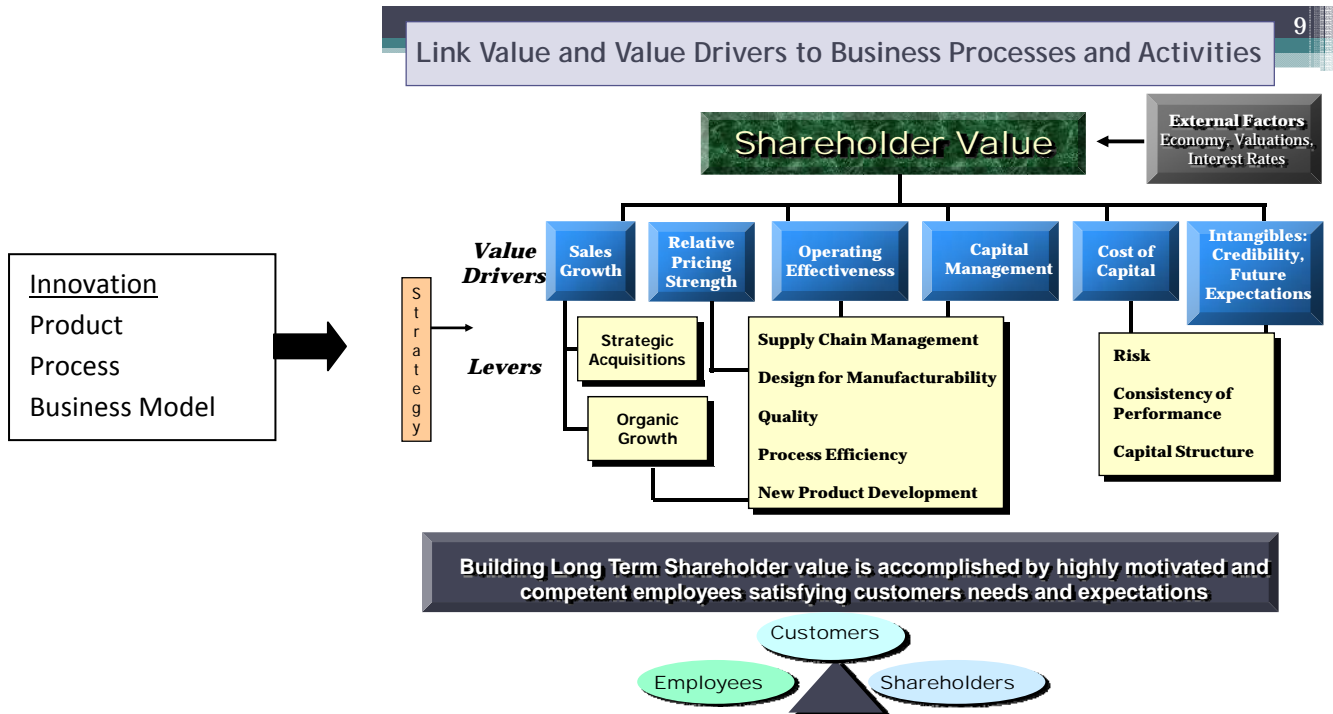 9
Link Value and Value Drivers to Business Processes and Activities
Shareholder Value
External Factors
Economy, Valuations,
Interest Rates
Innovation
Product
Process
Business Model
Strategy
Value
Drivers
Levers
Sales
Growth
Relative
Pricing
Strength
Operating
Effectiveness
Capital
Management
Cost of
Capital
Intangibles:
Credibility,
Future
Expectations
Strategic
Acquisitions
Organic
Growth
Supply Chain Management
Design for Manufacturability
Quality
Process Efficiency
New Product Development
Risk
Consistency of
Performance
Capital Structure
Building Long Term Shareholder value is accomplished by highly motivated and
competent employees satisfying customers needs and expectations
Customers
Employees
Shareholders